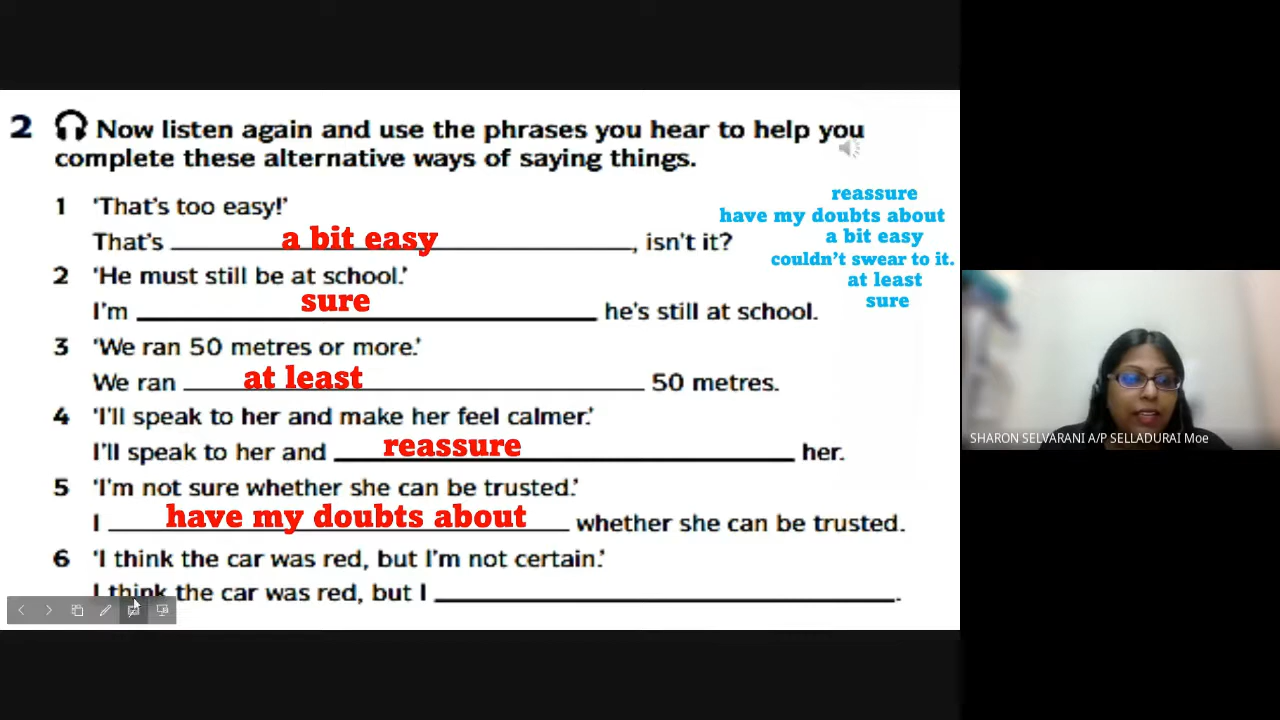 2 Now listen again and use the phrases you hear to help you
complete these alternative ways of saying things.
1 'That's too easy!'
That's a bit easy, isn't it?
2 'He must still be at school.'
I'm sure he's still at school.
3 'We ran 50 metres or more.'
We ran at least 50 metres.
4 'I'll speak to her and make her feel calmer.'
I'll speak to her and reassure her.
5 'I'm not sure whether she can be trusted.'
I have my doubts about whether she can be trusted.
6 'I think the car was red, but I'm not certain.'
I think the car was red, but I ____.
reassure
have my doubts about
a bit easy
couldn't swear to it.
at least
sure
SHARON SELVARANI A/P SELLADURAI Moe